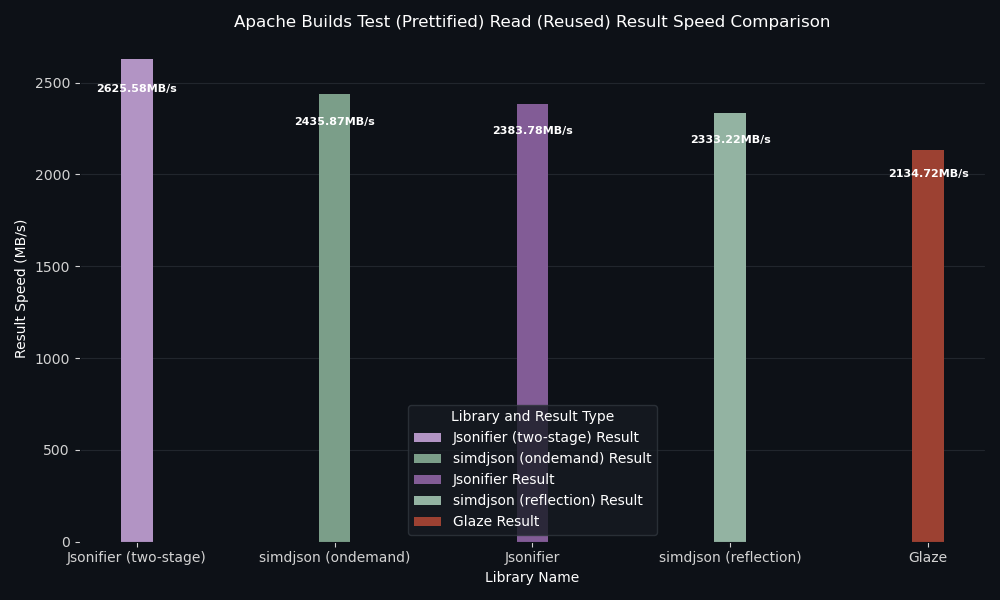 Apache Builds Test (Prettified) Read (Reused) Result Speed Comparison
Result Speed (MB/s)
2500
2000
1500
1000
500
0
2625.58MB/s
2435.87MB/s
2383.78MB/s
2333.22MB/s
2134.72MB/s
Library and Result Type
Jsonifier (two-stage) Result
simdjson (ondemand) Result
Jsonifier Result
simdjson (reflection) Result
Glaze Result
Jsonifier (two-stage)
simdjson (ondemand)
Jsonifier
simdjson (reflection)
Glaze
Library Name